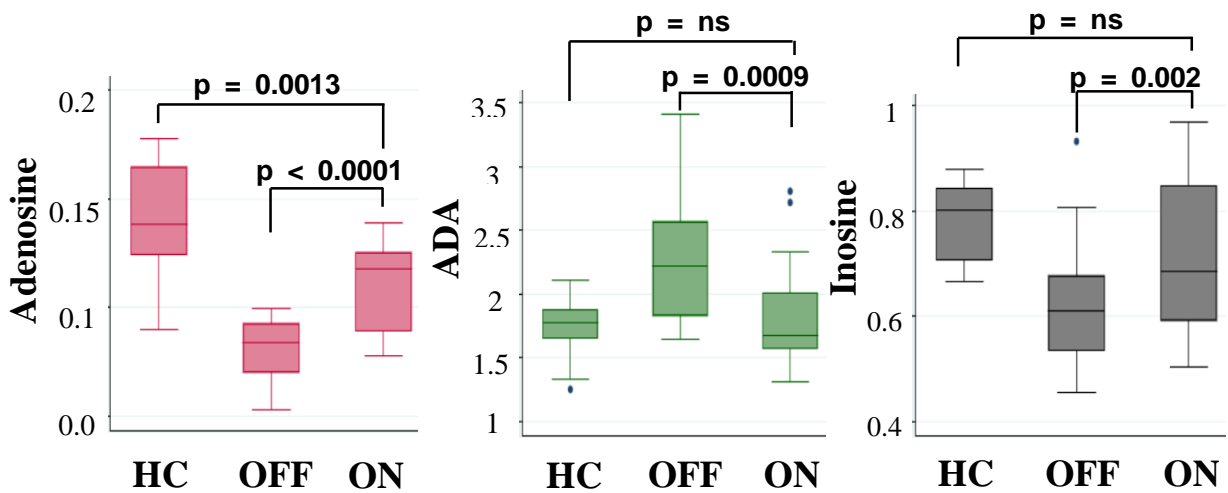 p = ns
p = ns
p = 0.0013
p = 0.0009
p = 0.002
p < 0.0001
Adenosine
0.2
0.15
0.1
0.0
HC OFF ON
ADA
3.5
3
2.5
2
1.5
1
HC OFF ON
Inosine
1
0.8
0.6
0.4
HC OFF ON